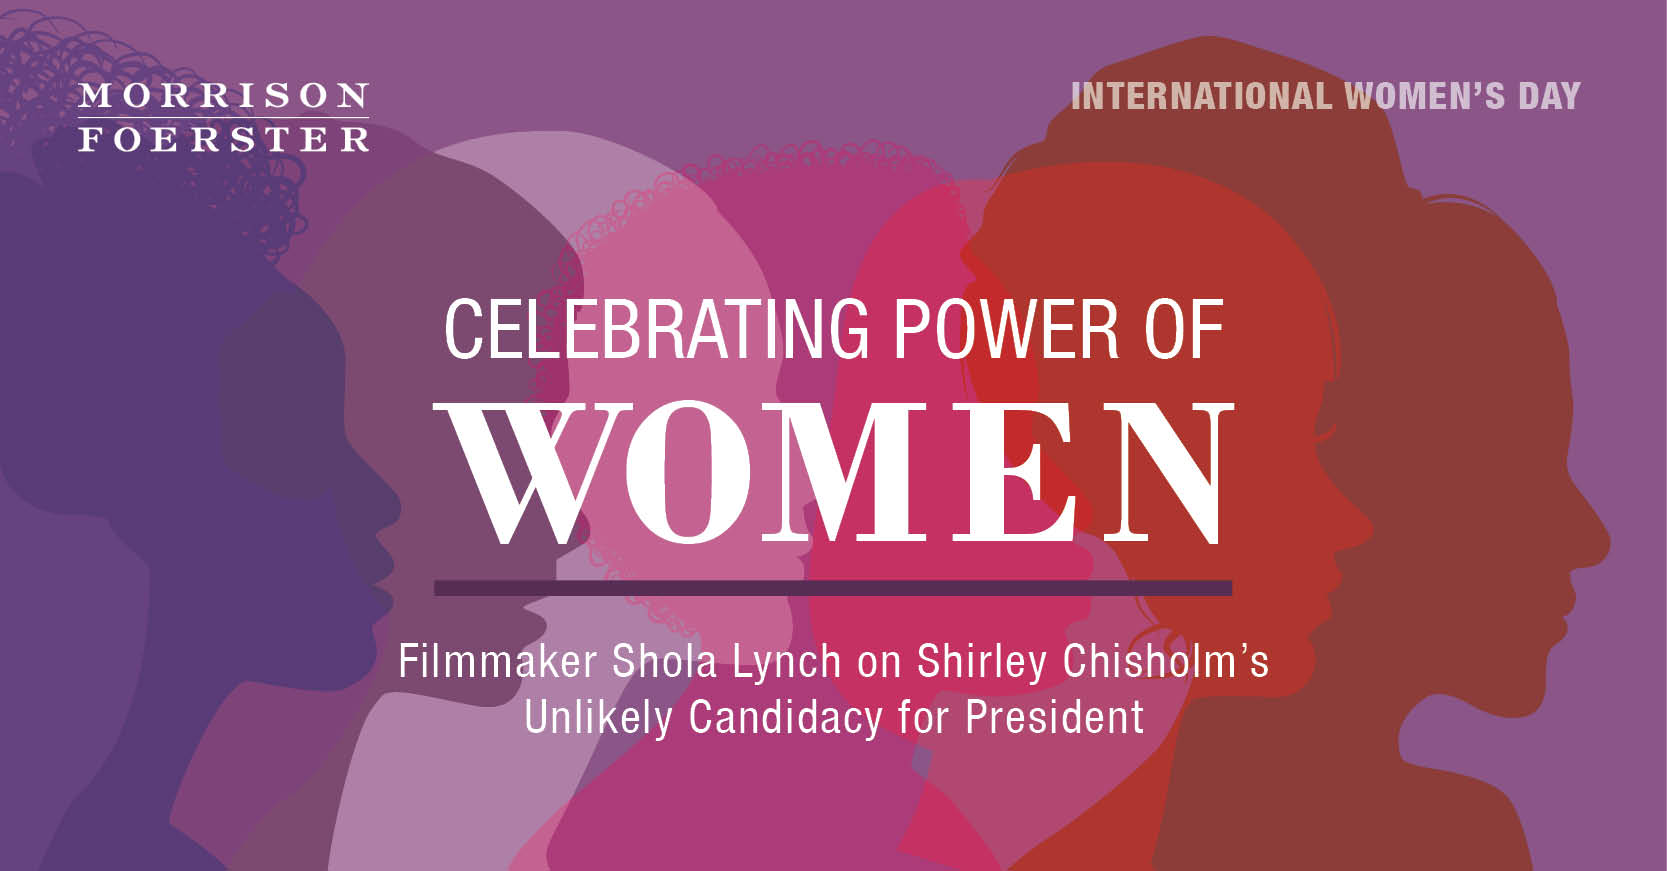 MORRISON
FOERSTER
INTERNATIONAL WOMEN'S DAY
CELEBRATING POWER OF
WOMEN
Filmmaker Shola Lynch on Shirley Chisholm's
Unlikely Candidacy for President